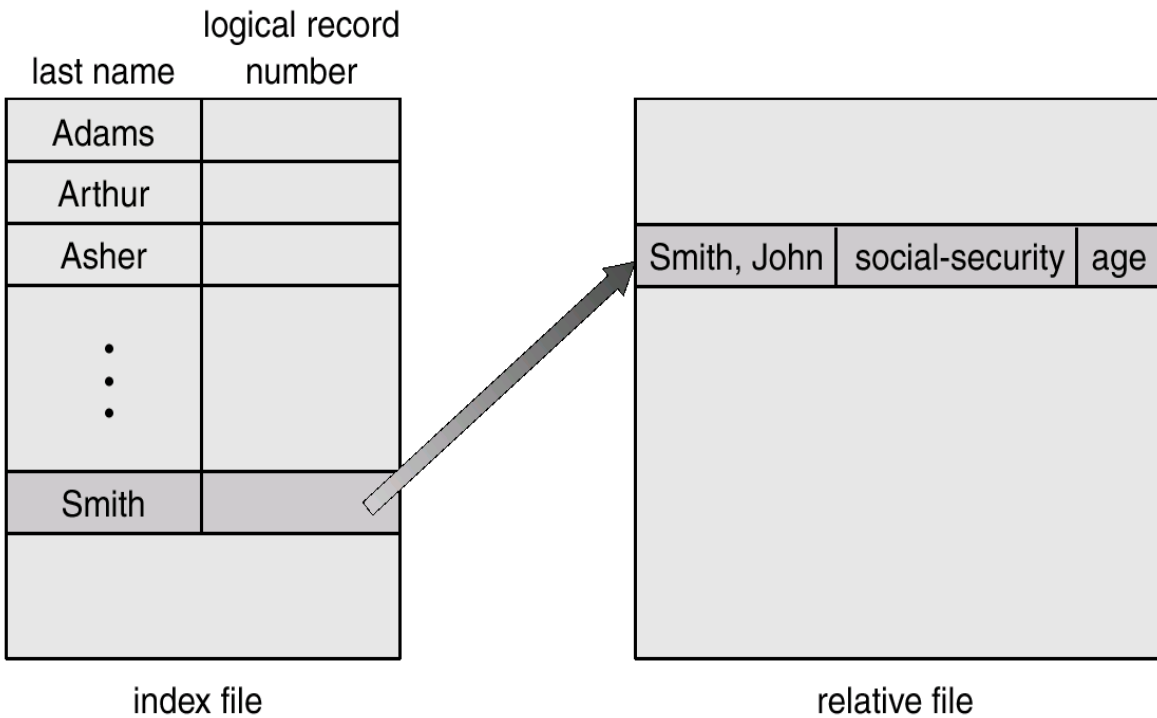 logical record
last name number
Adams
Arthur
Asher
Smith
Smith, John social-security age
index file
relative file